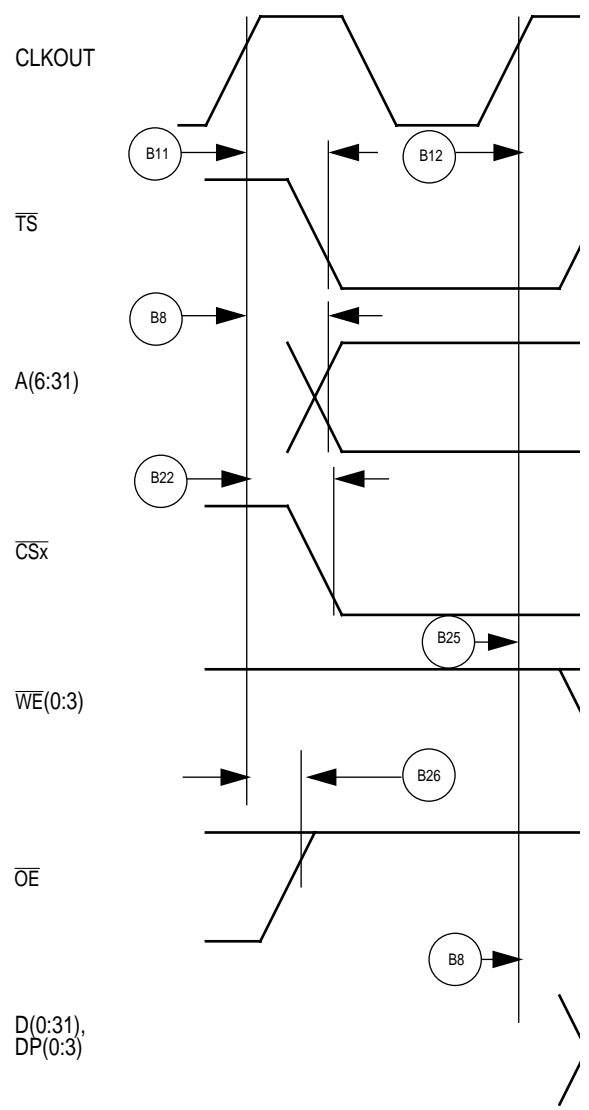 CLKOUT
B11
B12
TS
B8
A(6:31)
B22
CSx
B25
WE(0:3)
B26
OE
B8
D(0:31),
DP(0:3)